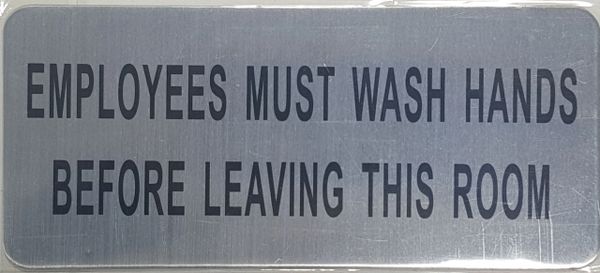 EMPLOYEES MUST WASH HANDS
BEFORE LEAVING THIS ROOM